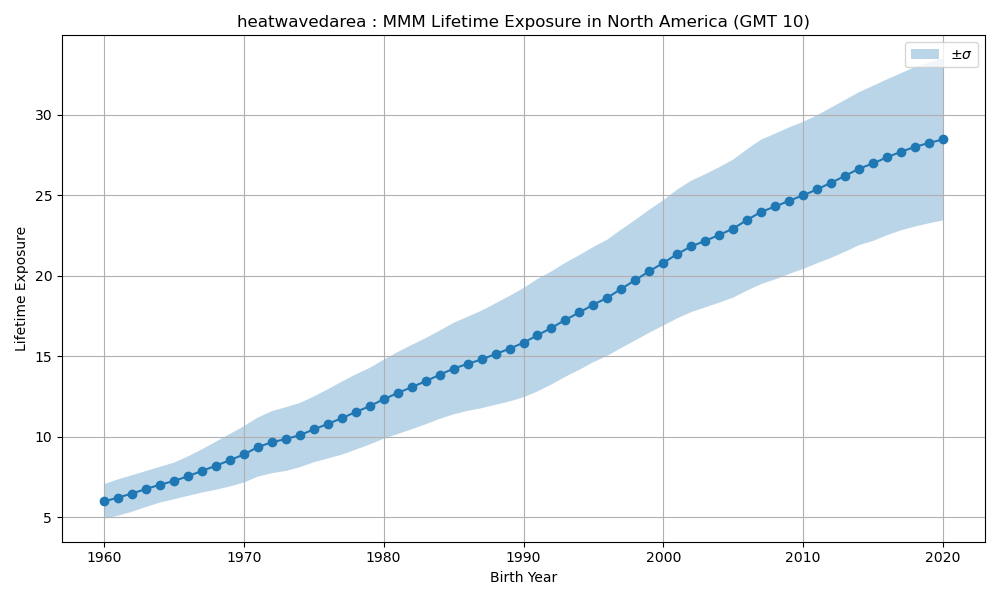 heatwavedarea : MMM Lifetime Exposure in North America (GMT 10)
±σ
Lifetime Exposure
30
25
20
15
10
5
1960 1970 1980 1990 2000 2010 2020
Birth Year